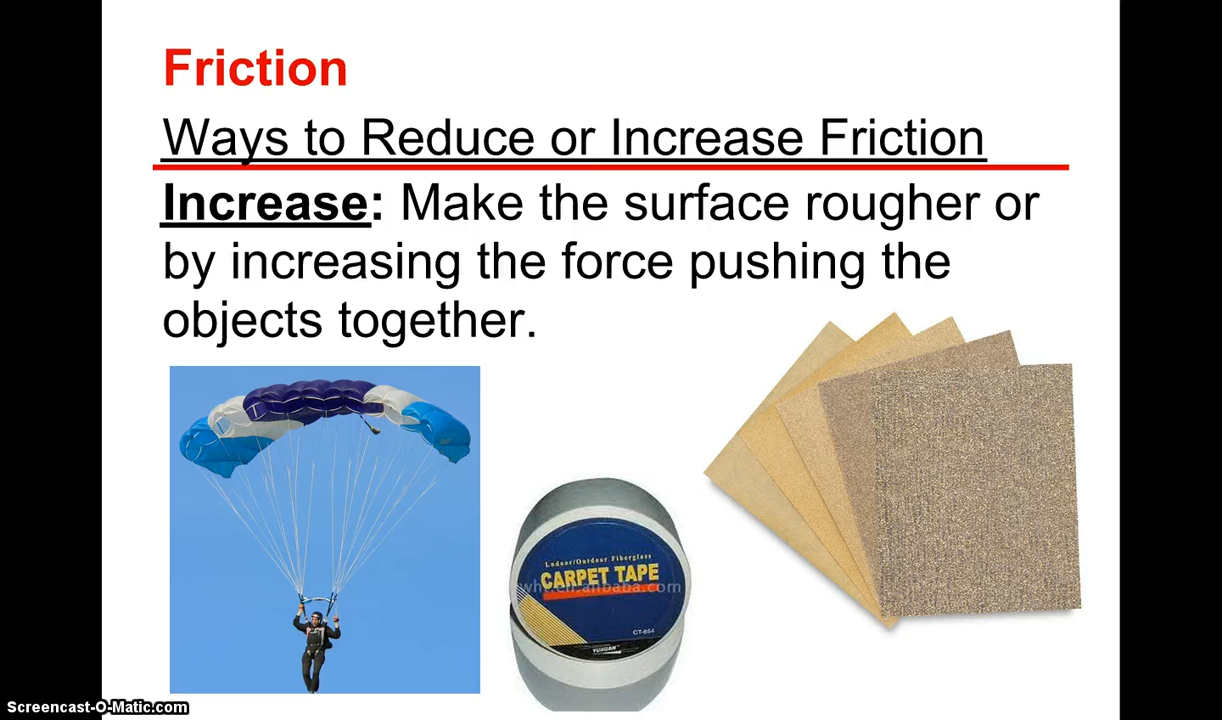 Friction
Ways to Reduce or Increase Friction
Increase: Make the surface rougher or
by increasing the force pushing the
objects together.
Indoor/Outdoor Fiberglass
CARPET TAPE
CT-854
YUHUAN
Screencast-O-Matic.com